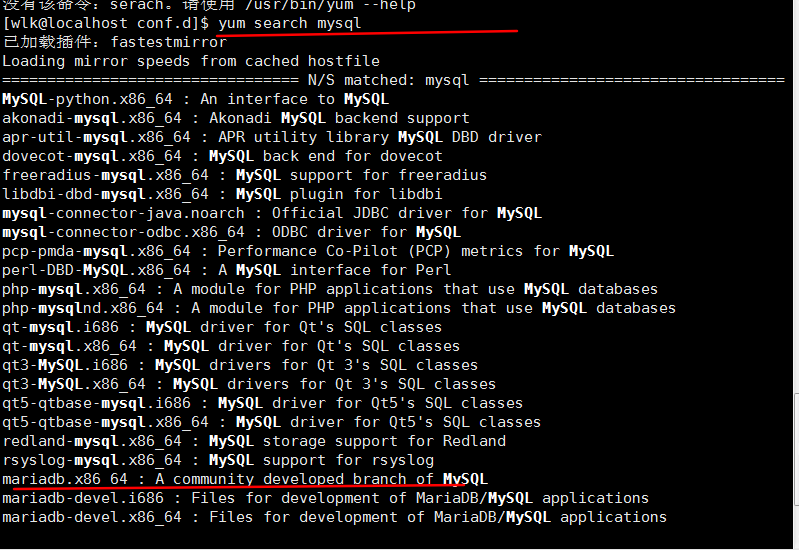 没有该命令：serach。请使用 /usr/bin/yum --help
[wlk@localhost conf.d]$ yum search mysql
已加载插件：fastestmirror
Loading mirror speeds from cached hostfile
================================= N/S matched: mysql ==================================
MySQL-python.x86_64 : An interface to MySQL
akonadi-mysql.x86_64 : Akonadi MySQL backend support
apr-util-mysql.x86_64 : APR utility library MySQL DBD driver
dovecot-mysql.x86_64 : MySQL back end for dovecot
freeradius-mysql.x86_64 : MySQL support for freeradius
libdbi-dbd-mysql.x86_64 : MySQL plugin for libdbi
mysql-connector-java.noarch : Official JDBC driver for MySQL
mysql-connector-odbc.x86_64 : ODBC driver for MySQL
pcp-pmda-mysql.x86_64 : Performance Co-Pilot (PCP) metrics for MySQL
perl-DBD-MySQL.x86_64 : A MySQL interface for Perl
php-mysql.x86_64 : A module for PHP applications that use MySQL databases
php-mysqlnd.x86_64 : A module for PHP applications that use MySQL databases
qt-mysql.i686 : MySQL driver for Qt's SQL classes
qt-mysql.x86_64 : MySQL driver for Qt's SQL classes
qt3-MySQL.i686 : MySQL drivers for Qt 3's SQL classes
qt3-MySQL.x86_64 : MySQL drivers for Qt 3's SQL classes
qt5-qtbase-mysql.i686 : MySQL driver for Qt5's SQL classes
qt5-qtbase-mysql.x86_64 : MySQL driver for Qt5's SQL classes
redland-mysql.x86_64 : MySQL storage support for Redland
rsyslog-mysql.x86_64 : MySQL support for rsyslog
mariadb.x86_64 : A community developed branch of MySQL
mariadb-devel.i686 : Files for development of MariaDB/MySQL applications
mariadb-devel.x86_64 : Files for development of MariaDB/MySQL applications